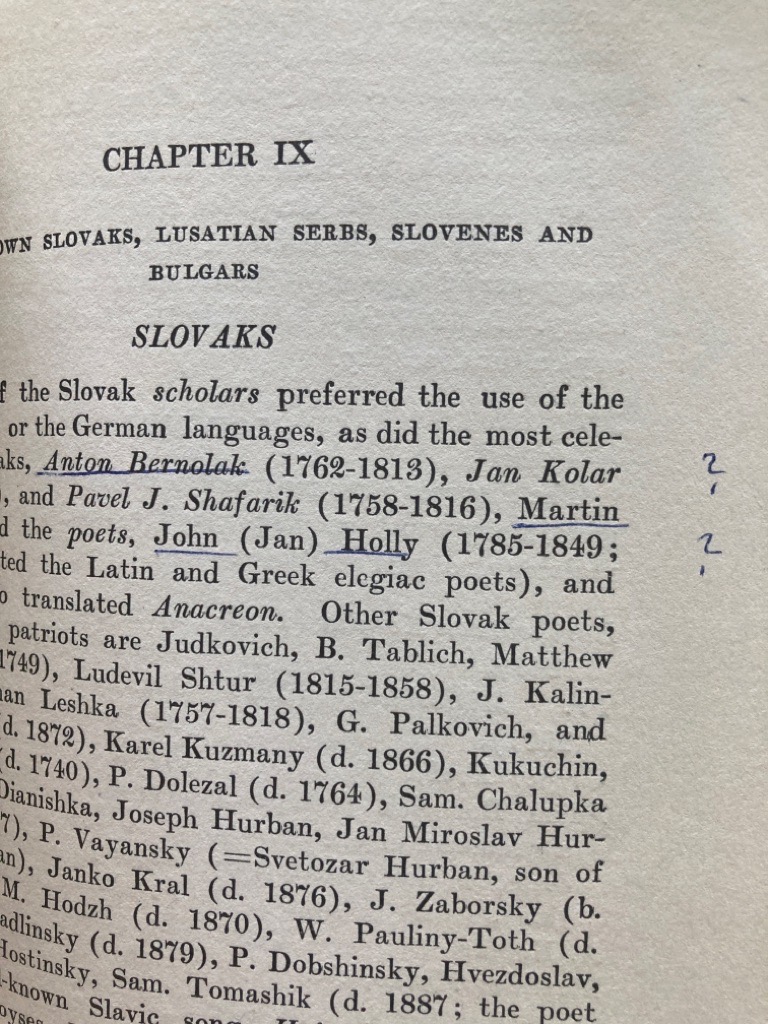 CHAPTER IX
OWN SLOVAKS, LUSATIAN SERBS, SLOVENES AND
BULGARS
SLOVAKS
the Slovak scholars preferred the use of the
or the German languages, as did the most cele-
aks, Anton Bernolak (1762-1813), Jan Kolar ?
), and Pavel J. Shafarik (1758-1816), Martin
d the poets, John (Jan) Holly (1785-1849; ?
ted the Latin and Greek elegiac poets), and
o translated Anacreon. Other Slovak poets,
patriots are Judkovich, B. Tablich, Matthew
1749), Ludevil Shtur (1815-1858), J. Kalin-
an Leshka (1757-1818), G. Palkovich, and
d. 1872), Karel Kuzmany (d. 1866), Kukuchin,
(d. 1740), P. Dolezal (d. 1764), Sam. Chalupka
Dianishka, Joseph Hurban, Jan Miroslav Hur-
7), P. Vayansky (=Svetozar Hurban, son of
an), Janko Kral (d. 1876), J. Zaborsky (b.
M. Hodzh (d. 1870), W. Pauliny-Toth (d.
adlinsky (d. 1879), P. Dobshinsky, Hvezdoslav,
Hostinsky, Sam. Tomashik (d. 1887; the poet
-known Slavic song